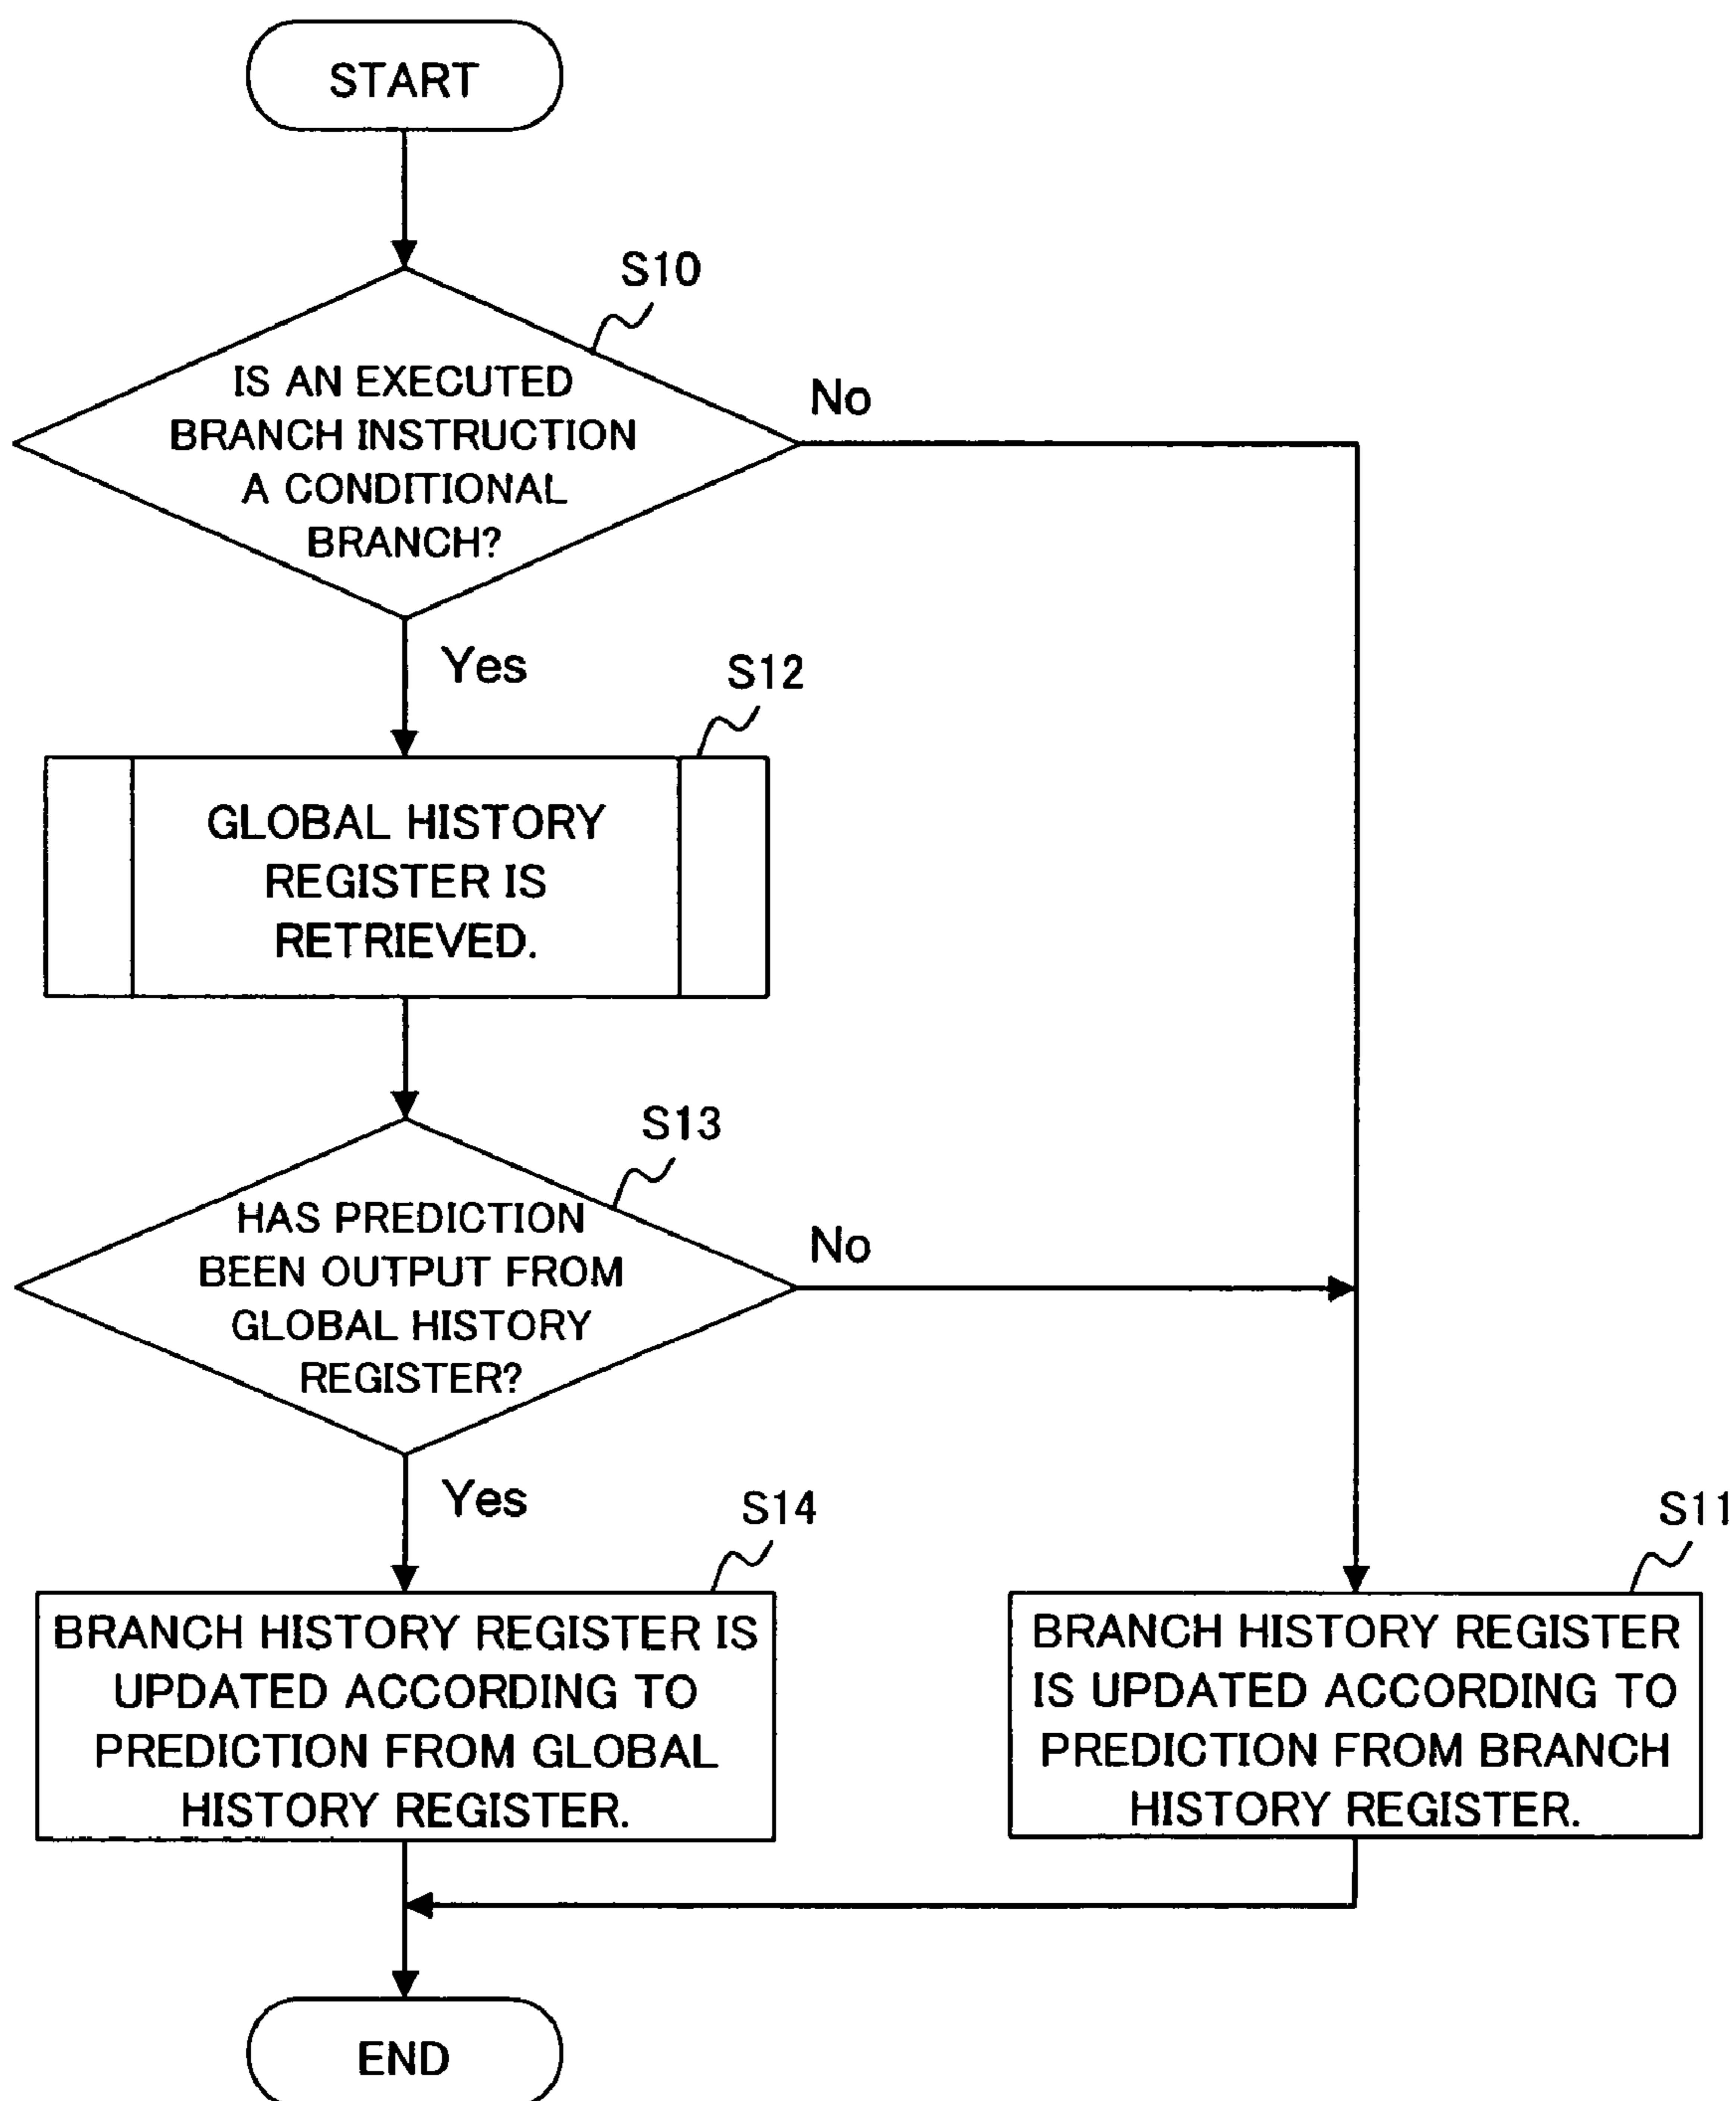 START
S10
IS AN EXECUTED
BRANCH INSTRUCTION
A CONDITIONAL
BRANCH?
No
Yes
S12
GLOBAL HISTORY
REGISTER IS
RETRIEVED.
S13
HAS PREDICTION
BEEN OUTPUT FROM
GLOBAL HISTORY
REGISTER?
No
Yes
S14
BRANCH HISTORY REGISTER IS
UPDATED ACCORDING TO
PREDICTION FROM GLOBAL
HISTORY REGISTER.
S11
BRANCH HISTORY REGISTER
IS UPDATED ACCORDING TO
PREDICTION FROM BRANCH
HISTORY REGISTER.
END